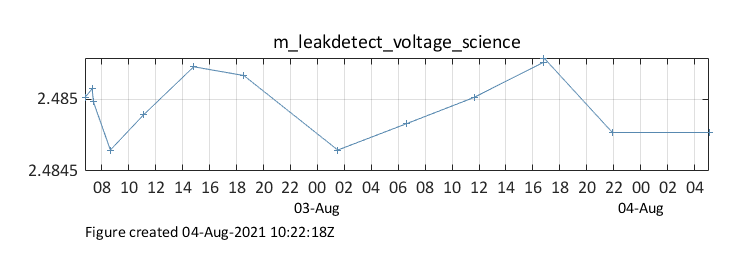 m_leakdetect_voltage_science
2.485
2.4845
08 10 12 14 16 18 20 22 00 02 04 06 08 10 12 14 16 18 20 22 00 02 04
03-Aug 04-Aug
Figure created 04-Aug-2021 10:22:18Z